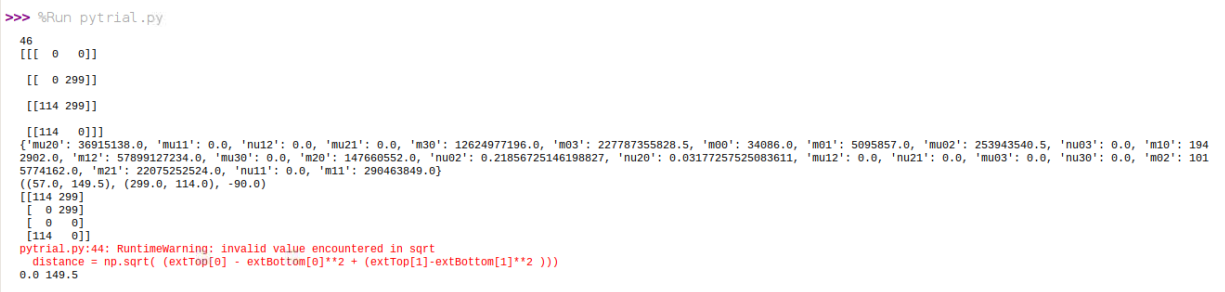 >>> %Run pytrial.py
46
[[[  0   0]]
[[  0 299]]
[[114 299]]
[[114   0]]]
{'mu20': 36915138.0, 'mu11': 0.0, 'nu12': 0.0, 'mu21': 0.0, 'm30': 12624977196.0, 'm03': 227787355828.5, 'm00': 34086.0, 'm01': 5095857.0, 'mu02': 253943540.5, 'nu03': 0.0, 'm10': 194
2902.0, 'm12': 57899127234.0, 'mu30': 0.0, 'm20': 147660552.0, 'nu02': 0.21856725146198827, 'nu20': 0.03177257525083611, 'mu12': 0.0, 'nu21': 0.0, 'mu03': 0.0, 'nu30': 0.0, 'm02': 101
5774162.0, 'm21': 22075252524.0, 'nu11': 0.0, 'm11': 290463849.0}
((57.0, 149.5), (299.0, 114.0), -90.0)
[[114 299]
[  0 299]
[  0   0]
[114   0]]
pytrial.py:44: RuntimeWarning: invalid value encountered in sqrt
distance = np.sqrt( (extTop[0] - extBottom[0]**2 + (extTop[1]-extBottom[1]**2 )))
0.0 149.5